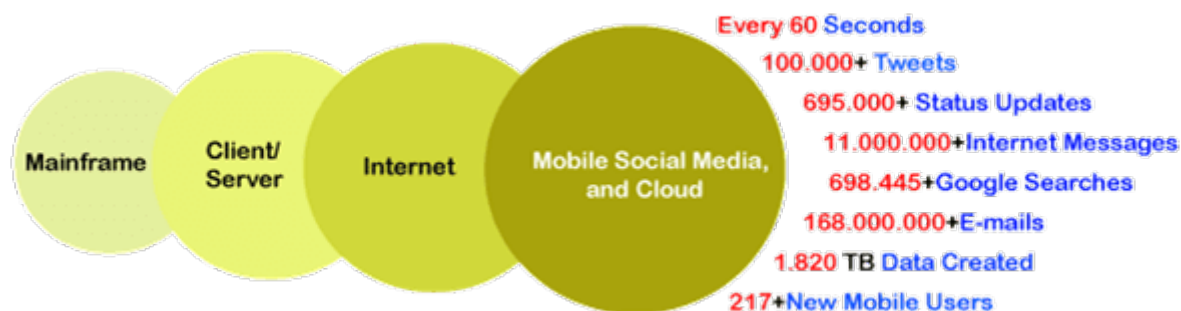 Mainframe
Client/
Server
Internet
Mobile Social Media,
and Cloud
Every 60 Seconds
100.000+ Tweets
695.000+ Status Updates
11.000.000+Internet Messages
698.445+Google Searches
168.000.000+E-mails
1.820 TB Data Created
217+New Mobile Users